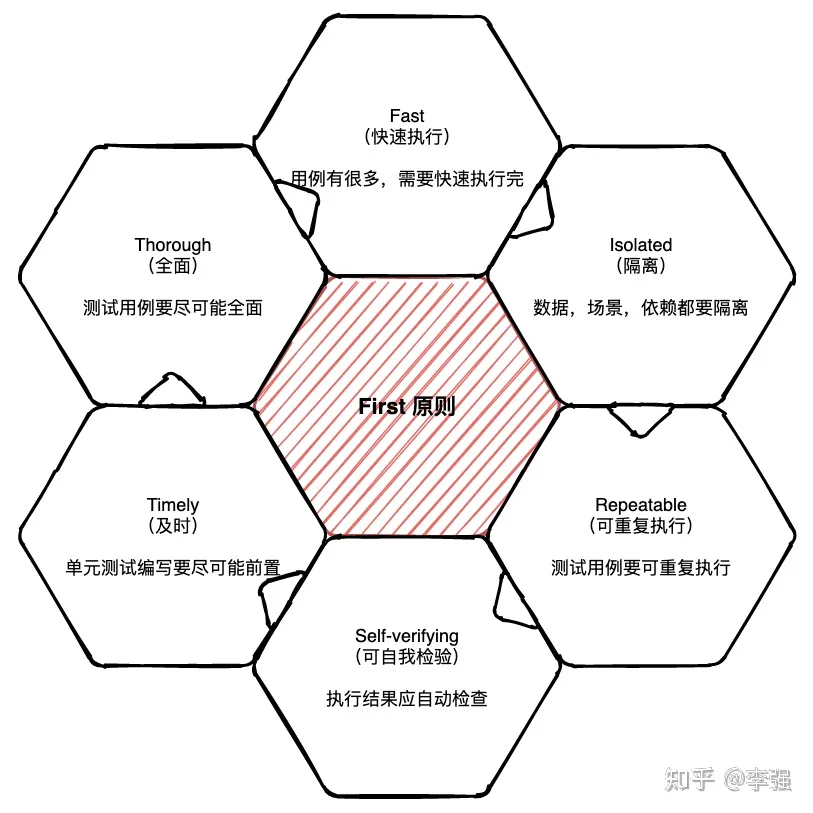 Fast
（快速执行）
用例有很多，需要快速执行完
Thorough
（全面）
测试用例要尽可能全面
Isolated
（隔离）
数据，场景，依赖都要隔离
First 原则
Timely
（及时）
单元测试编写要尽可能前置
Repeatable
（可重复执行）
测试用例要可重复执行
Self-verifying
（可自我检验）
执行结果应自动检查
知乎 @李强